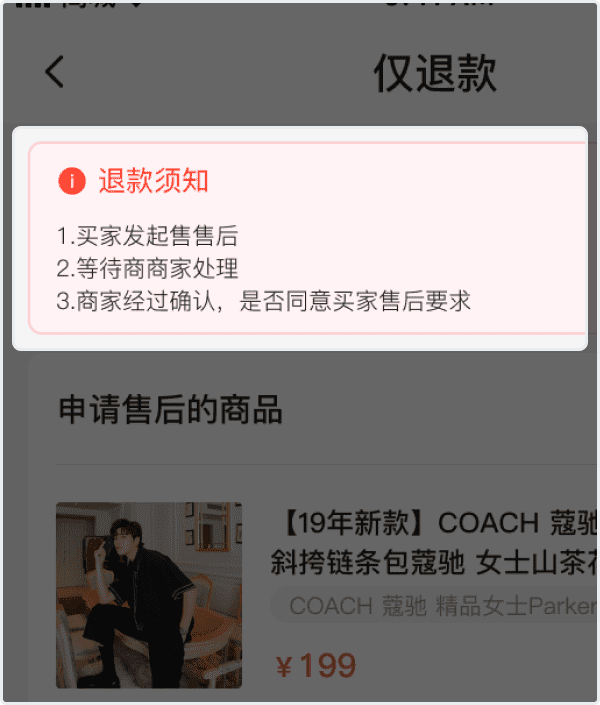 仅退款
退款须知
1.买家发起售售后
2.等待商商家处理
3.商家经过确认，是否同意买家售后要求
申请售后的商品
【19年新款】COACH 蔻驰
斜挎链条包蔻驰 女士山茶花
COACH 蔻驰 精品女士Parker
¥199